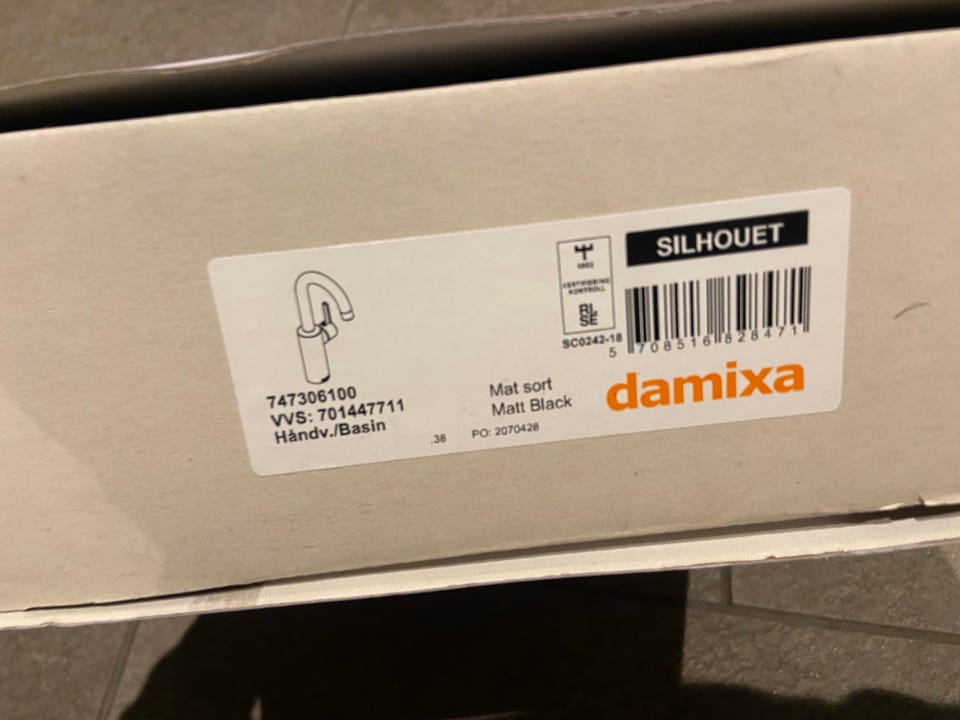 SILHOUET
1002
CERTIFIERING
KONTROLL
RI.
SE
SC0242-18
5 708516 828471
damixa
747306100
VVS: 701447711
Håndv./Basin
Mat sort
Matt Black
.38
PO: 2070428